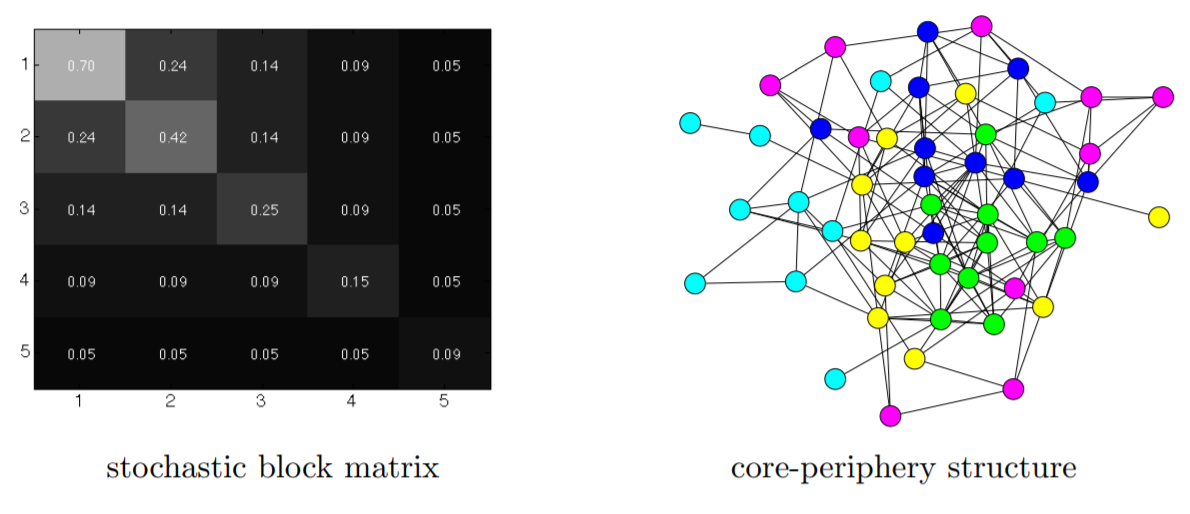 1 0.70 0.24 0.14 0.09 0.05
2 0.24 0.42 0.14 0.09 0.05
3 0.14 0.14 0.25 0.09 0.05
4 0.09 0.09 0.09 0.15 0.05
5 0.05 0.05 0.05 0.05 0.09
1 2 3 4 5
stochastic block matrix
core-periphery structure